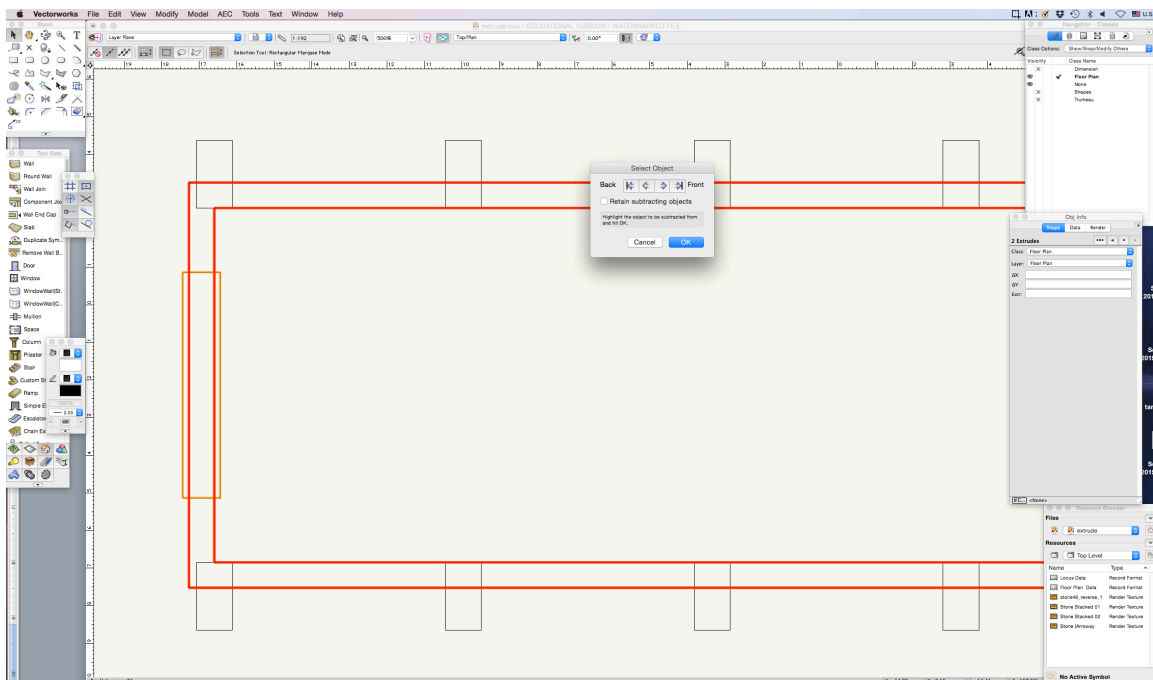 Vectorworks File Edit View Modify Model AEC Tools Text Window Help
U.S
Basic
extrude.vwx - EDUCATIONAL VERSION - WATERMARKED FILE
Navigation - Classes
Layer Plane
1:192
500%
Top/Plan
0.00°
Selection Tool: Rectangular Marquee Mode
Class Options: Show/Snap/Modify Others
Visibility Class Name
Dimension
Floor Plan
None
Shapes
Trumeau
Tool Sets
Wall
Round Wall
Wall Join
Component Joi
Wall End Cap
Slab
Duplicate Sym..
Remove Wall B..
Door
Window
WindowWall(St..
WindowWall(C..
Mullion
Space
Column
Pilaster
Stair
Custom St
Ramp
Simple E
Escalator
Chain Ex
0.05
Select Object
Back Front
Retain subtracting objects
Highlight the object to be subtracted from
and hit OK.
Cancel OK
Obj Info
Shape Data Render
2 Extrudes
Class: Floor Plan
Layer: Floor Plan
ΔX:
ΔY:
Extr:
IFC... <None>
Resource Browser
Files
extrude
Resources
Top Level
Name Type
Locus Data Record Format
Floor Plan Data Record Format
stone46_reverse_1 Render Texture
Stone Stacked 01 Render Texture
Stone Stacked 02 Render Texture
Stone (Arroway Render Texture
No Active Symbol